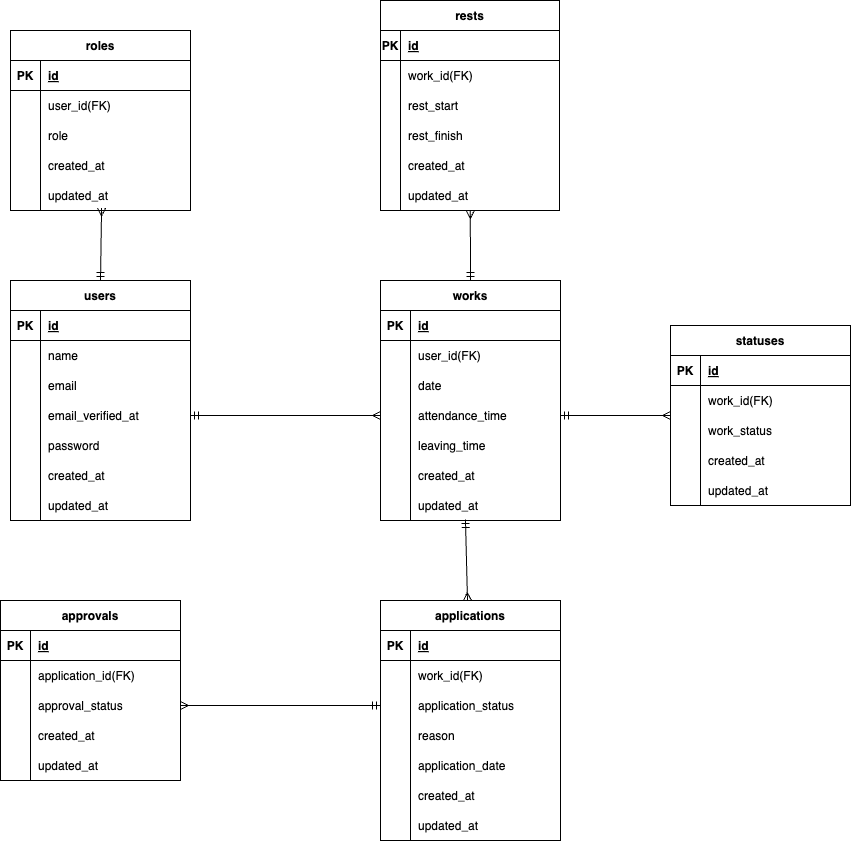 roles
PK id
user_id(FK)
role
created_at
updated_at
rests
PK id
work_id(FK)
rest_start
rest_finish
created_at
updated_at
users
PK id
name
email
email_verified_at
password
created_at
updated_at
works
PK id
user_id(FK)
date
attendance_time
leaving_time
created_at
updated_at
statuses
PK id
work_id(FK)
work_status
created_at
updated_at
approvals
PK id
application_id(FK)
approval_status
created_at
updated_at
applications
PK id
work_id(FK)
application_status
reason
application_date
created_at
updated_at